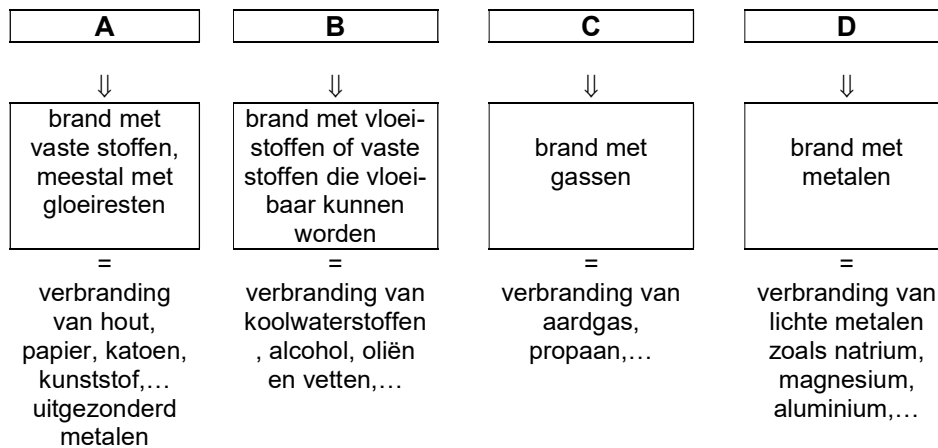 A
⇓
brand met
vaste stoffen,
meestal met
gloeiresten
=
verbranding
van hout,
papier, katoen,
kunststof,…
uitgezonderd
metalen
B
⇓
brand met vloei-
stoffen of vaste
stoffen die vloei-
baar kunnen
worden
=
verbranding van
koolwaterstoffen
, alcohol, oliën
en vetten,…
C
⇓
brand met
gassen
=
verbranding van
aardgas,
propaan,…
D
⇓
brand met
metalen
=
verbranding van
lichte metalen
zoals natrium,
magnesium,
aluminium,…